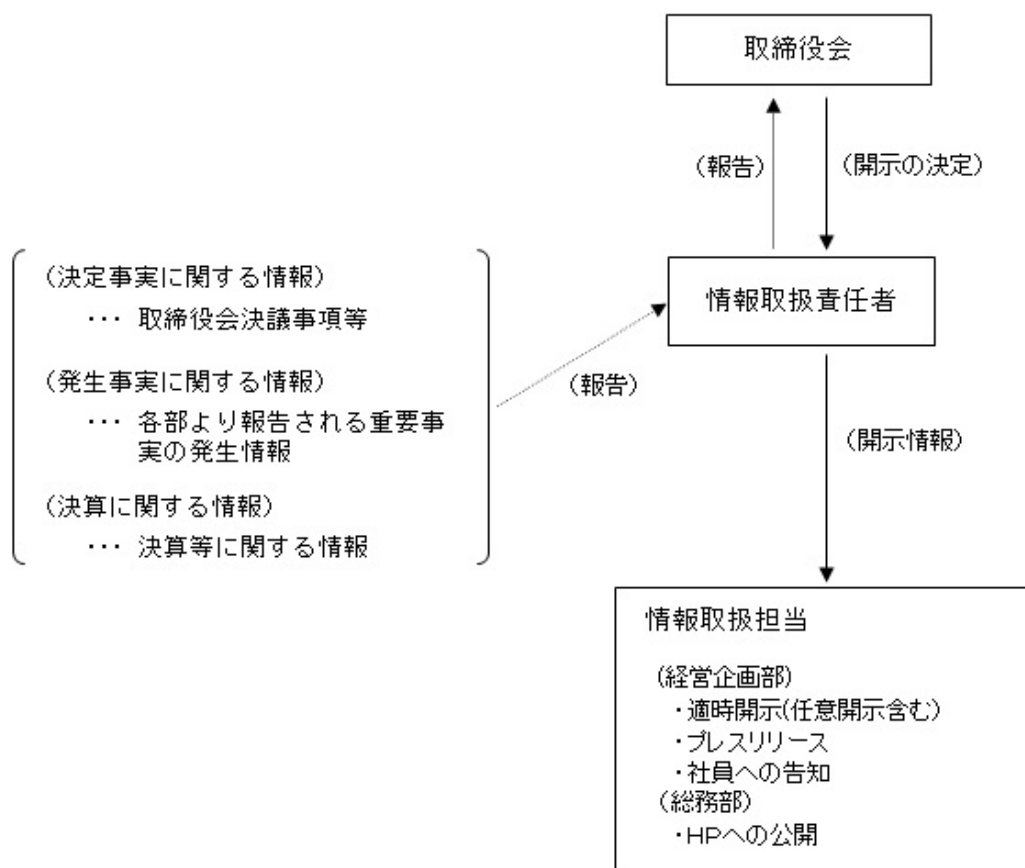 取締役会
(報告)
(開示の決定)
(決定事実に関する情報)
… 取締役会決議事項等
(発生事実に関する情報)
… 各部より報告される重要事
実の発生情報
(決算に関する情報)
… 決算等に関する情報
(報告)
情報取扱責任者
(開示情報)
情報取扱担当
(経営企画部)
・適時開示(任意開示含む)
・プレスリリース
・社員への告知
(総務部)
・HPへの公開